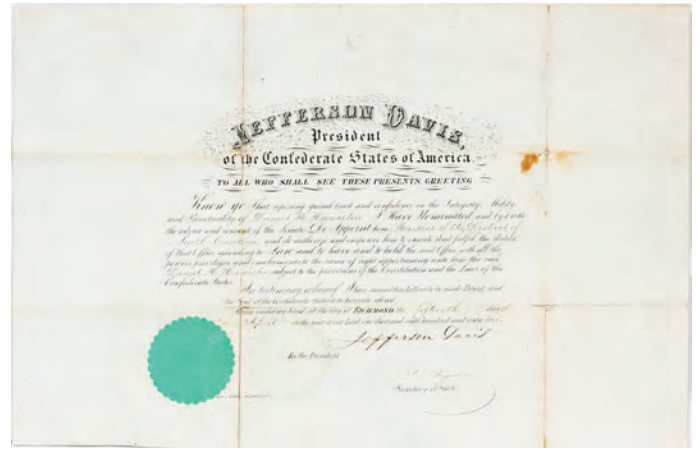 JEFFERSON DAVIS,
President
of the Confederate States of America
TO ALL WHO SHALL SEE THESE PRESENTS GREETING
Know ye That reposing special trust and confidence in the Integrity, Ability
and Punctuality of Daniel H. Hamilton I Have Nominated and by & with
the advice and consent of the Senate Do Appoint him Marshal of the District of
South Carolina and do authorize and empower him to execute and fulfil the duties
of that Office according to Law and to have and to hold the said Office with all the
powers privileges and emoluments to the same of right appertaining unto him the said
Daniel H. Hamilton subject to the provisions of the Constitution and the Laws of the
Confederate States
In testimony whereof I have caused these Letters to be made Patent and
the Seal of the Confederate States to be hereunto affixed.
Given under my hand at the City of RICHMOND the day of
April in the year of our Lord one thousand eight hundred and sixty
Jefferson Davis
By the President
Secretary of State